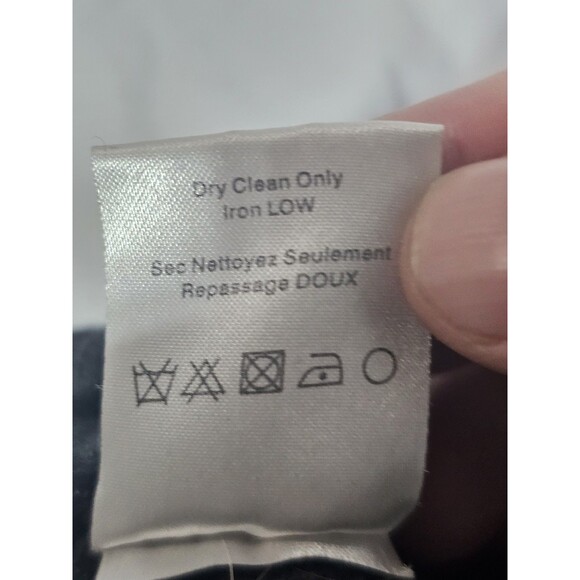 Dry Clean Only
Iron LOW
Sec Nettoyez Seulement
Repassage DOUX